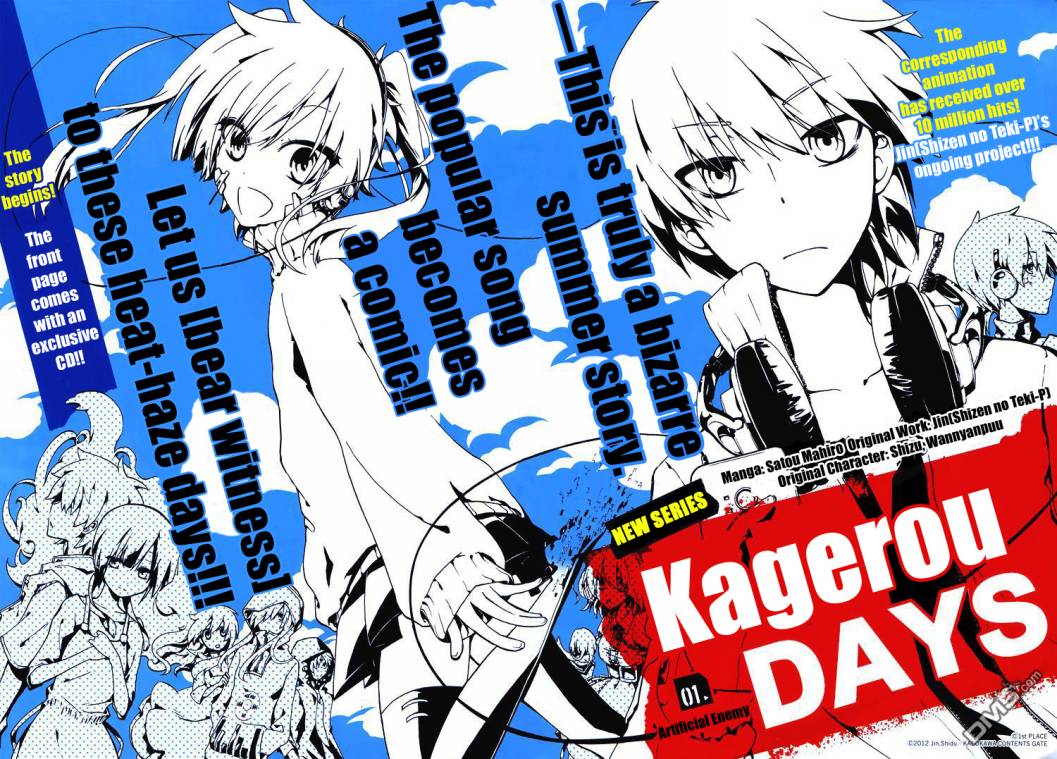 The
corresponding
animation
has received over
10 million hits!
Jin(Shizen no Teki-P)'s
ongoing project!!!
—This is truly a bizarre
summer story.
The popular song
becomes
a comic!!
Let us [bear witness]
to these heat-haze days!!!
The
story
begins!
The
front
page
comes
with an
exclusive
CD!!
Manga: Satou Mahiro Original Work: Jin(Shizen no Teki-P)
Original Character: Shizu, Wannyanpuu
NEW SERIES
Kagerou
DAYS
01.
Artificial Enemy
©1st PLACE
©2012 Jin.Shidu KADOKAWA CONTENTS GATE